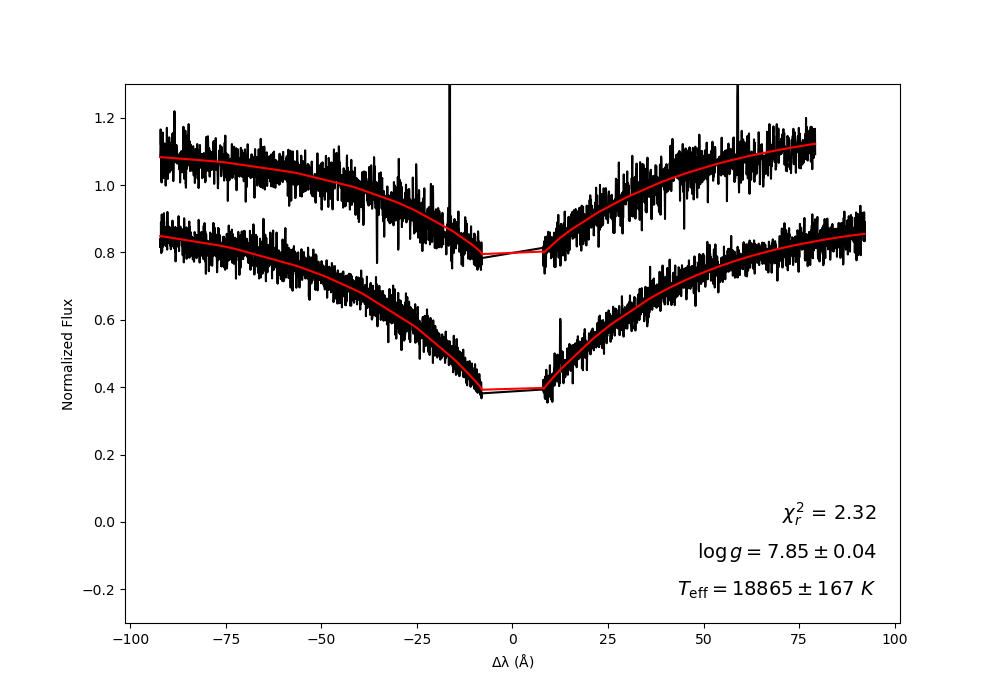 1.2
1.0
0.8
0.6
0.4
0.2
0.0
−0.2
Normalized Flux
χ²ᵣ = 2.32
log g = 7.85 ± 0.04
T_eff = 18865 ± 167 K
−100 −75 −50 −25 0 25 50 75 100
Δλ (Å)